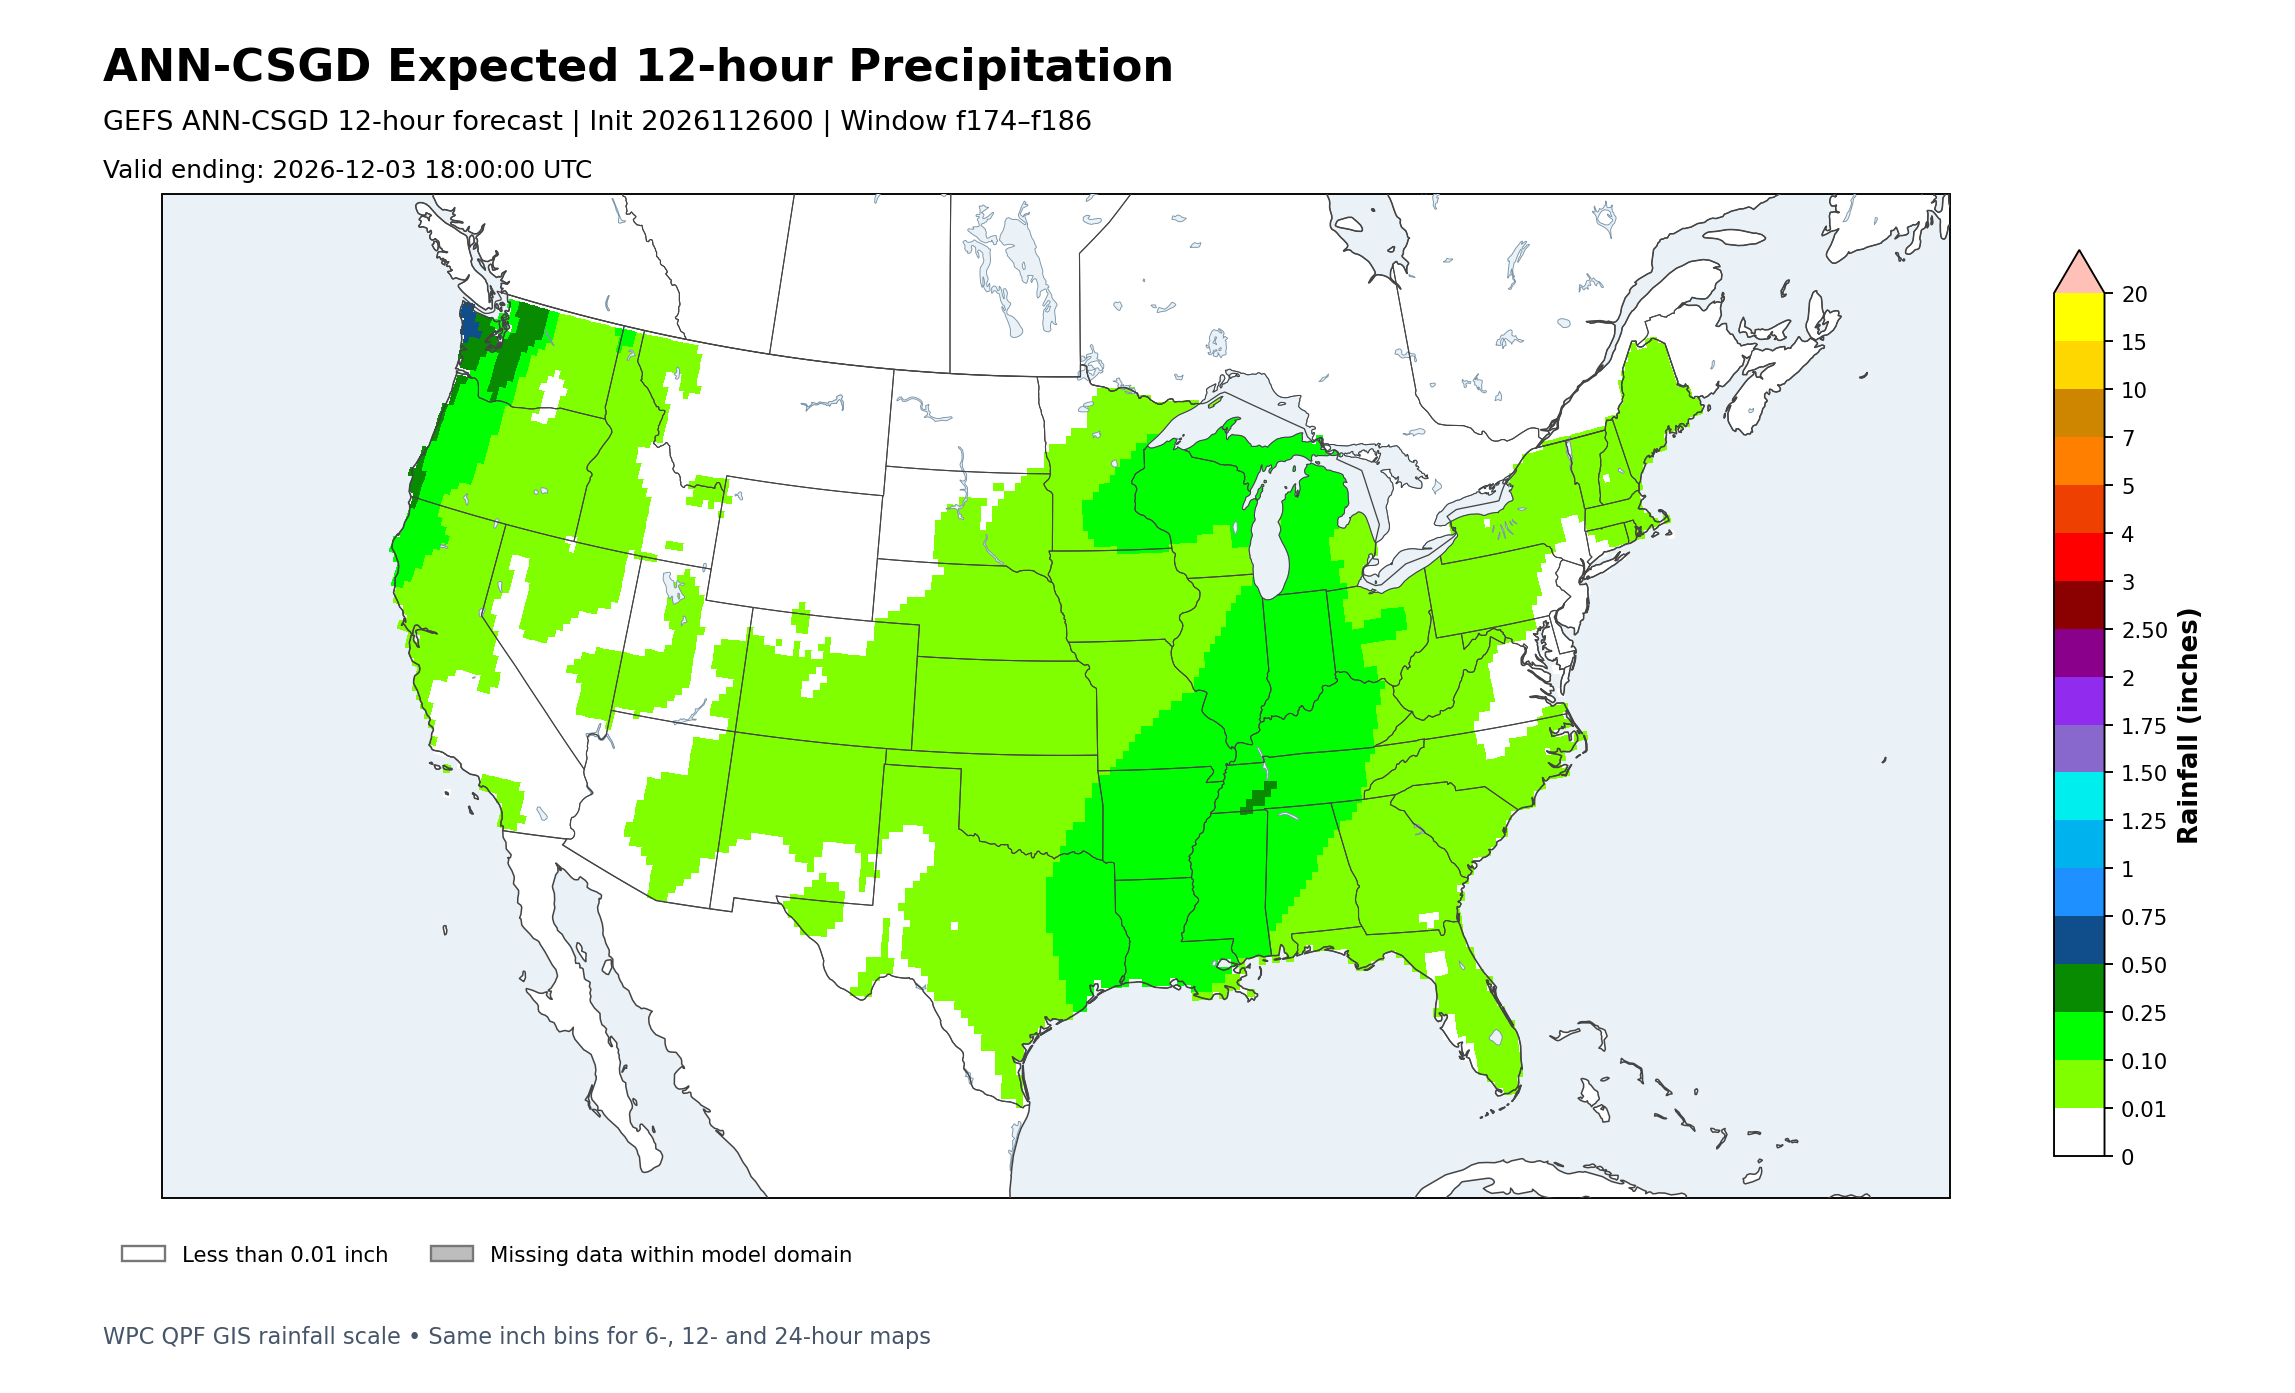 ANN-CSGD Expected 12-hour Precipitation
GEFS ANN-CSGD 12-hour forecast | Init 2026112600 | Window f174–f186
Valid ending: 2026-12-03 18:00:00 UTC
20
15
10
7
5
4
3
2.50
2
1.75
1.50
1.25
1
0.75
0.50
0.25
0.10
0.01
0
Rainfall (inches)
Less than 0.01 inch
Missing data within model domain
WPC QPF GIS rainfall scale • Same inch bins for 6-, 12- and 24-hour maps